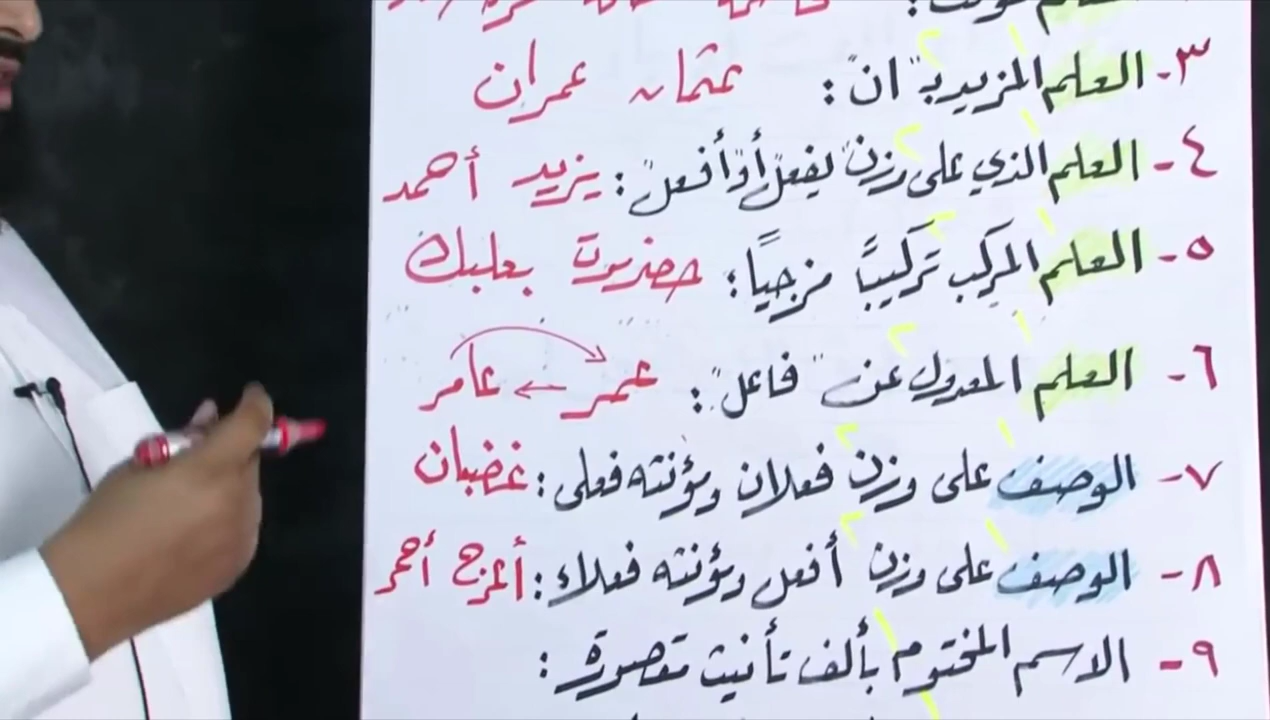 ٣- العلم المزيد بـ "ان": عثمان عمران
٤- العلم الذي على وزن "يفعل" أو "أفعل": يزيد أحمد
٥- العلم المركب تركيبًا مزجيًا: حضرموت بعلبك
٦- العلم المعدول عن "فاعل": عمر ← عامر
٧- الوصف على وزن فعلان ومؤنثه فعلى: غضبان
٨- الوصف على وزن أفعل ومؤنثه فعلاء: أعرج أحمر
٩- الاسم المختوم بألف تأنيث مقصورة: